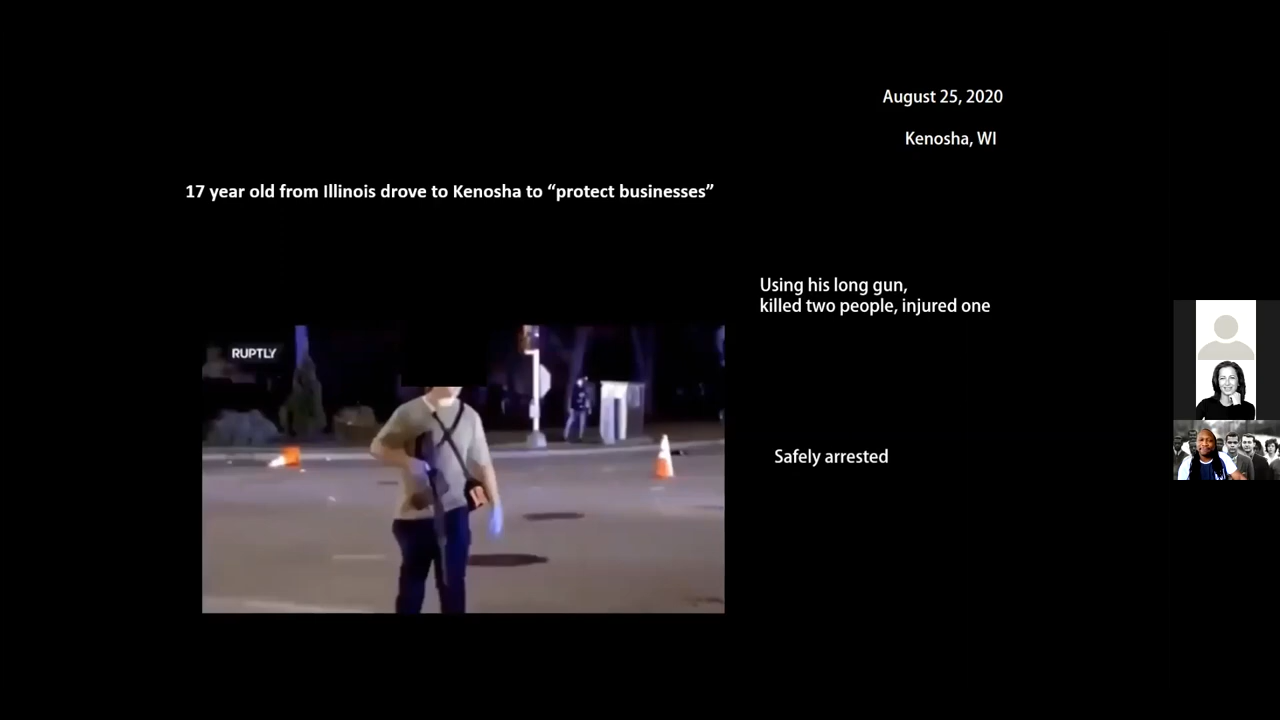 August 25, 2020
Kenosha, WI
17 year old from Illinois drove to Kenosha to “protect businesses”
Using his long gun,
killed two people, injured one
RUPTLY
Safely arrested